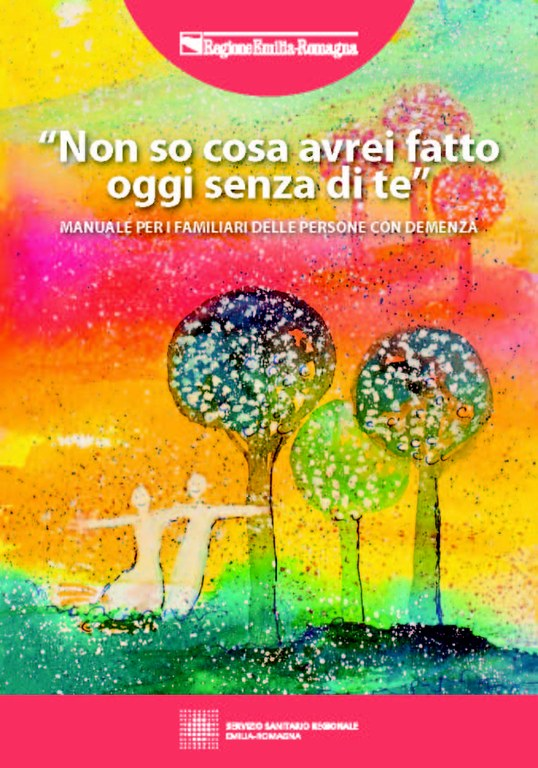 RegioneEmilia-Romagna
“Non so cosa avrei fatto
oggi senza di te”
MANUALE PER I FAMILIARI DELLE PERSONE CON DEMENZA
SERVIZIO SANITARIO REGIONALE
EMILIA-ROMAGNA